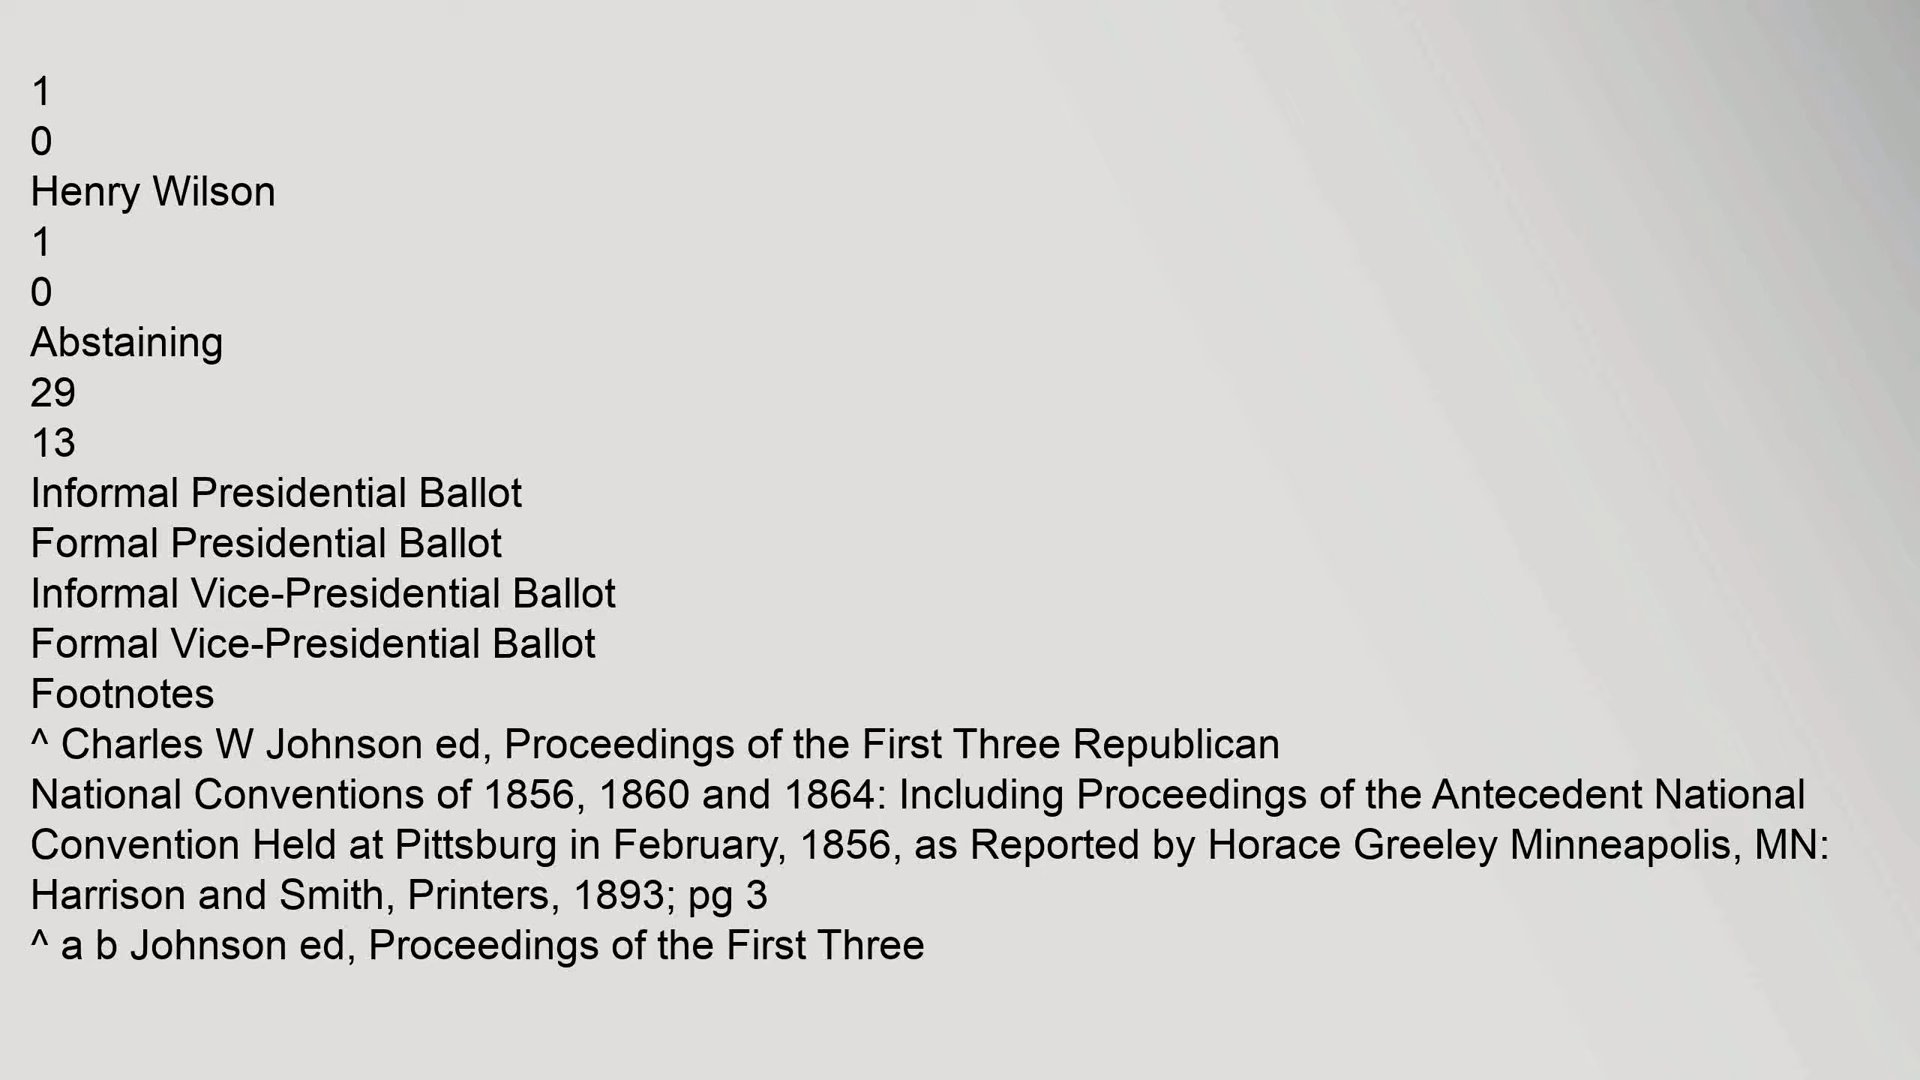 1
0
Henry Wilson
1
0
Abstaining
29
13
Informal Presidential Ballot
Formal Presidential Ballot
Informal Vice-Presidential Ballot
Formal Vice-Presidential Ballot
Footnotes
^ Charles W Johnson ed, Proceedings of the First Three Republican
National Conventions of 1856, 1860 and 1864: Including Proceedings of the Antecedent National
Convention Held at Pittsburg in February, 1856, as Reported by Horace Greeley Minneapolis, MN:
Harrison and Smith, Printers, 1893; pg 3
^ a b Johnson ed, Proceedings of the First Three